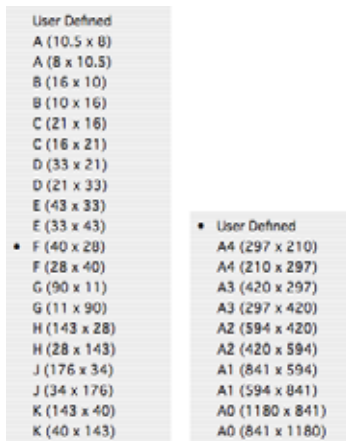 User Defined
A (10.5 x 8)
A (8 x 10.5)
B (16 x 10)
B (10 x 16)
C (21 x 16)
C (16 x 21)
D (33 x 21)
D (21 x 33)
E (43 x 33)
E (33 x 43)
• F (40 x 28)
F (28 x 40)
G (90 x 11)
G (11 x 90)
H (143 x 28)
H (28 x 143)
J (176 x 34)
J (34 x 176)
K (143 x 40)
K (40 x 143)
• User Defined
A4 (297 x 210)
A4 (210 x 297)
A3 (420 x 297)
A3 (297 x 420)
A2 (594 x 420)
A2 (420 x 594)
A1 (841 x 594)
A1 (594 x 841)
A0 (1180 x 841)
A0 (841 x 1180)